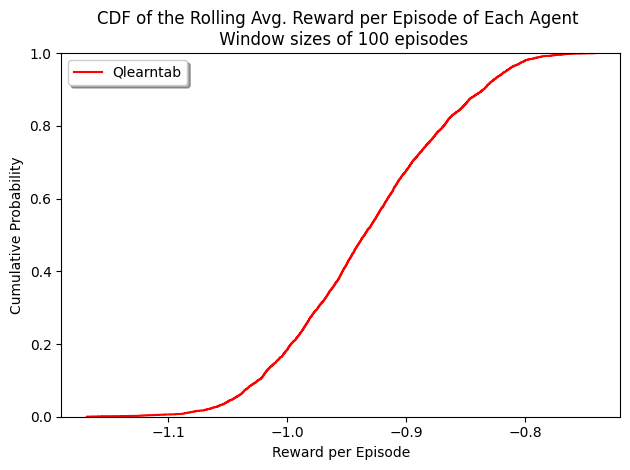 CDF of the Rolling Avg. Reward per Episode of Each Agent
Window sizes of 100 episodes
Qlearntab
1.0
0.8
0.6
0.4
0.2
0.0
Cumulative Probability
−1.1
−1.0
−0.9
−0.8
Reward per Episode